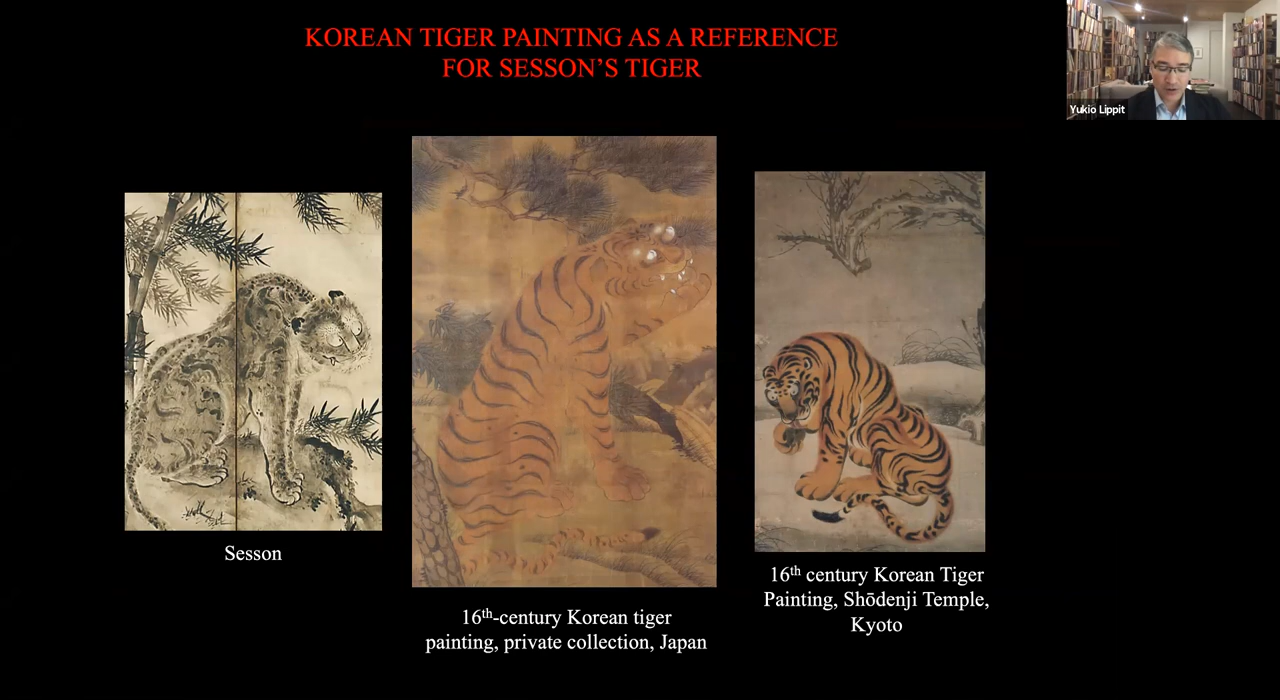 KOREAN TIGER PAINTING AS A REFERENCE
FOR SESSON’S TIGER
Yukio Lippit
Sesson
16th-century Korean tiger
painting, private collection, Japan
16th century Korean Tiger
Painting, Shōdenji Temple,
Kyoto